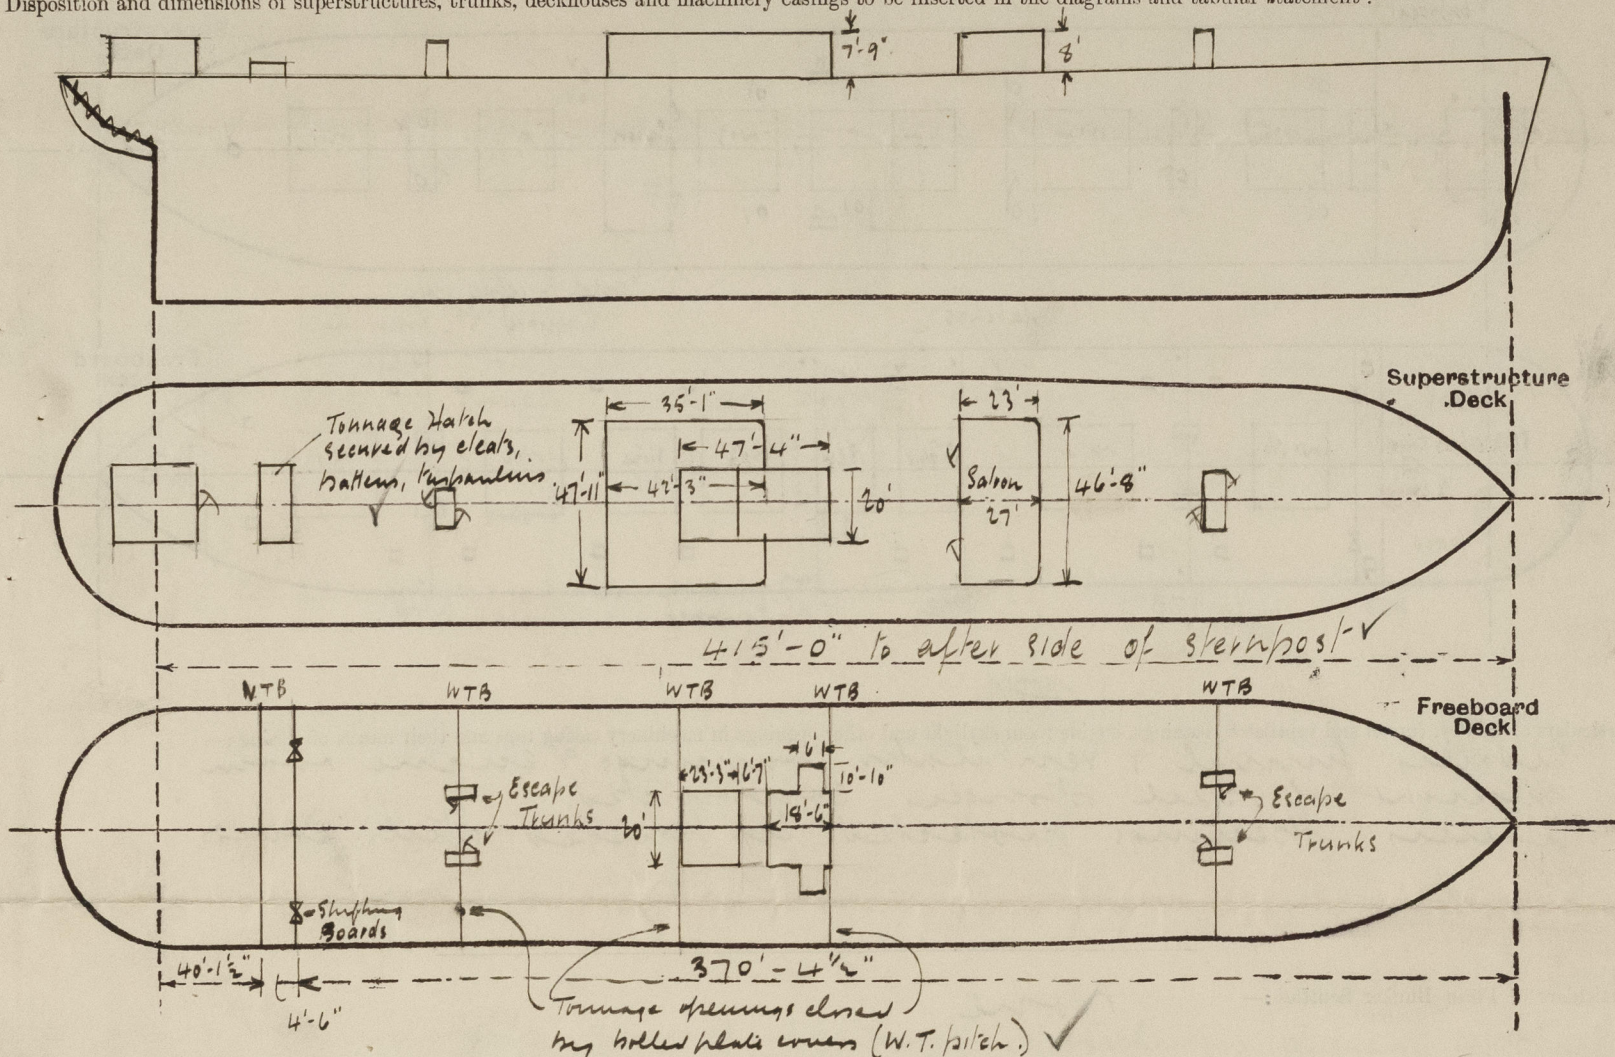 Disposition and dimensions of superstructures, trunks, deckhouses and machinery casings to be inserted in the diagrams and tabular statement:
7'-9"
8'
Superstructure
Deck
35'-1"
23'
Tonnage Hatch
secured by cleats,
battens, tarpaulins
47'-4"
47'-11"
42'-3"
20'
Saloon
27'
46'-8"
415'-0" to after side of sternpost
WTB
WTB
WTB
WTB
WTB
Freeboard
Deck
6'
23'-3"
6'-7"
10'-10"
Escape
Trunks
20'
18'-6"
Escape
Trunks
Shifting
Boards
40'-1½"
370'-4½"
4'-6"
Tonnage openings closed
by bolted plate covers (W.T. pitch.)